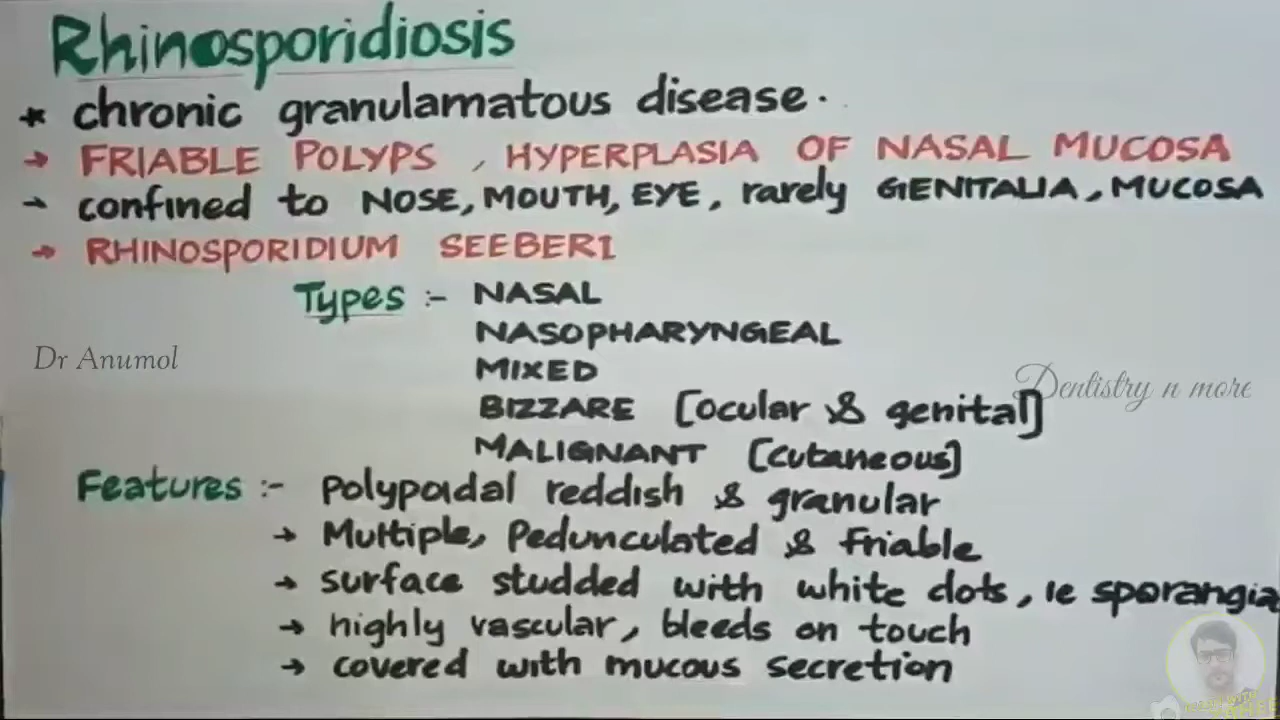 Rhinosporidiosis
* chronic granulamatous disease.
→ FRIABLE POLYPS, HYPERPLASIA OF NASAL MUCOSA
→ confined to NOSE, MOUTH, EYE, rarely GENITALIA, MUCOSA
→ RHINOSPORIDIUM SEEBERI
Types :- NASAL
NASOPHARYNGEAL
MIXED
Dr Anumol
Dentistry n more
BIZZARE [ocular & genital]
MALIGNANT [cutaneous]
Features :- polypoidal reddish & granular
→ Multiple, Pedunculated & Friable
→ surface studded with white dots, ie sporangia
→ highly vascular, bleeds on touch
→ covered with mucous secretion